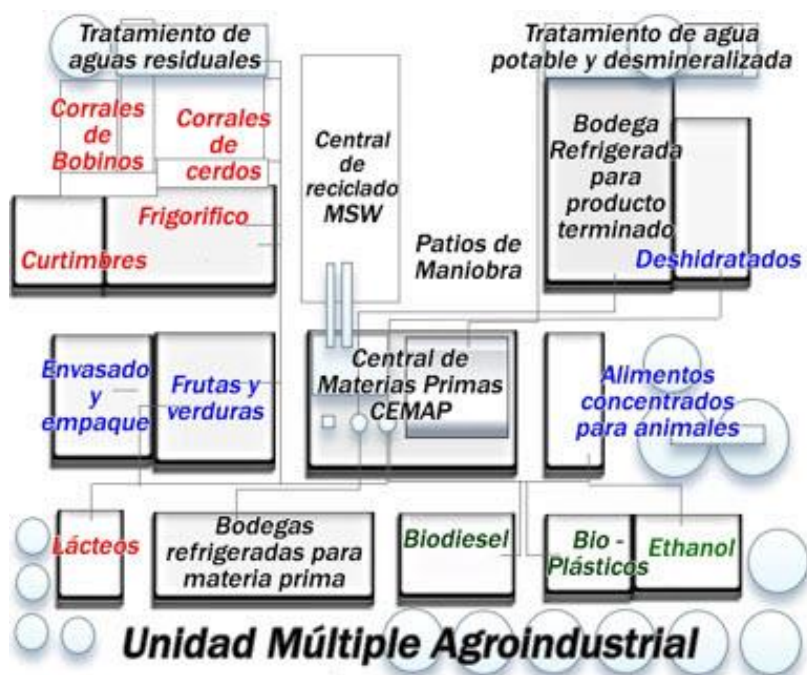 Tratamiento de
aguas residuales
Tratamiento de agua
potable y desmineralizada
Corrales
de
Bobinos
Corrales
de
cerdos
Central
de
reciclado
MSW
Bodega
Refrigerada
para
producto
terminado
Frigorifico
Curtimbres
Patios de
Maniobra
Deshidratados
Envasado
y
empaque
Frutas y
verduras
Central de
Materias Primas
CEMAP
Alimentos
concentrados
para animales
Lácteos
Bodegas
refrigeradas para
materia prima
Biodiesel
Bio -
Plásticos
Ethanol
Unidad Múltiple Agroindustrial